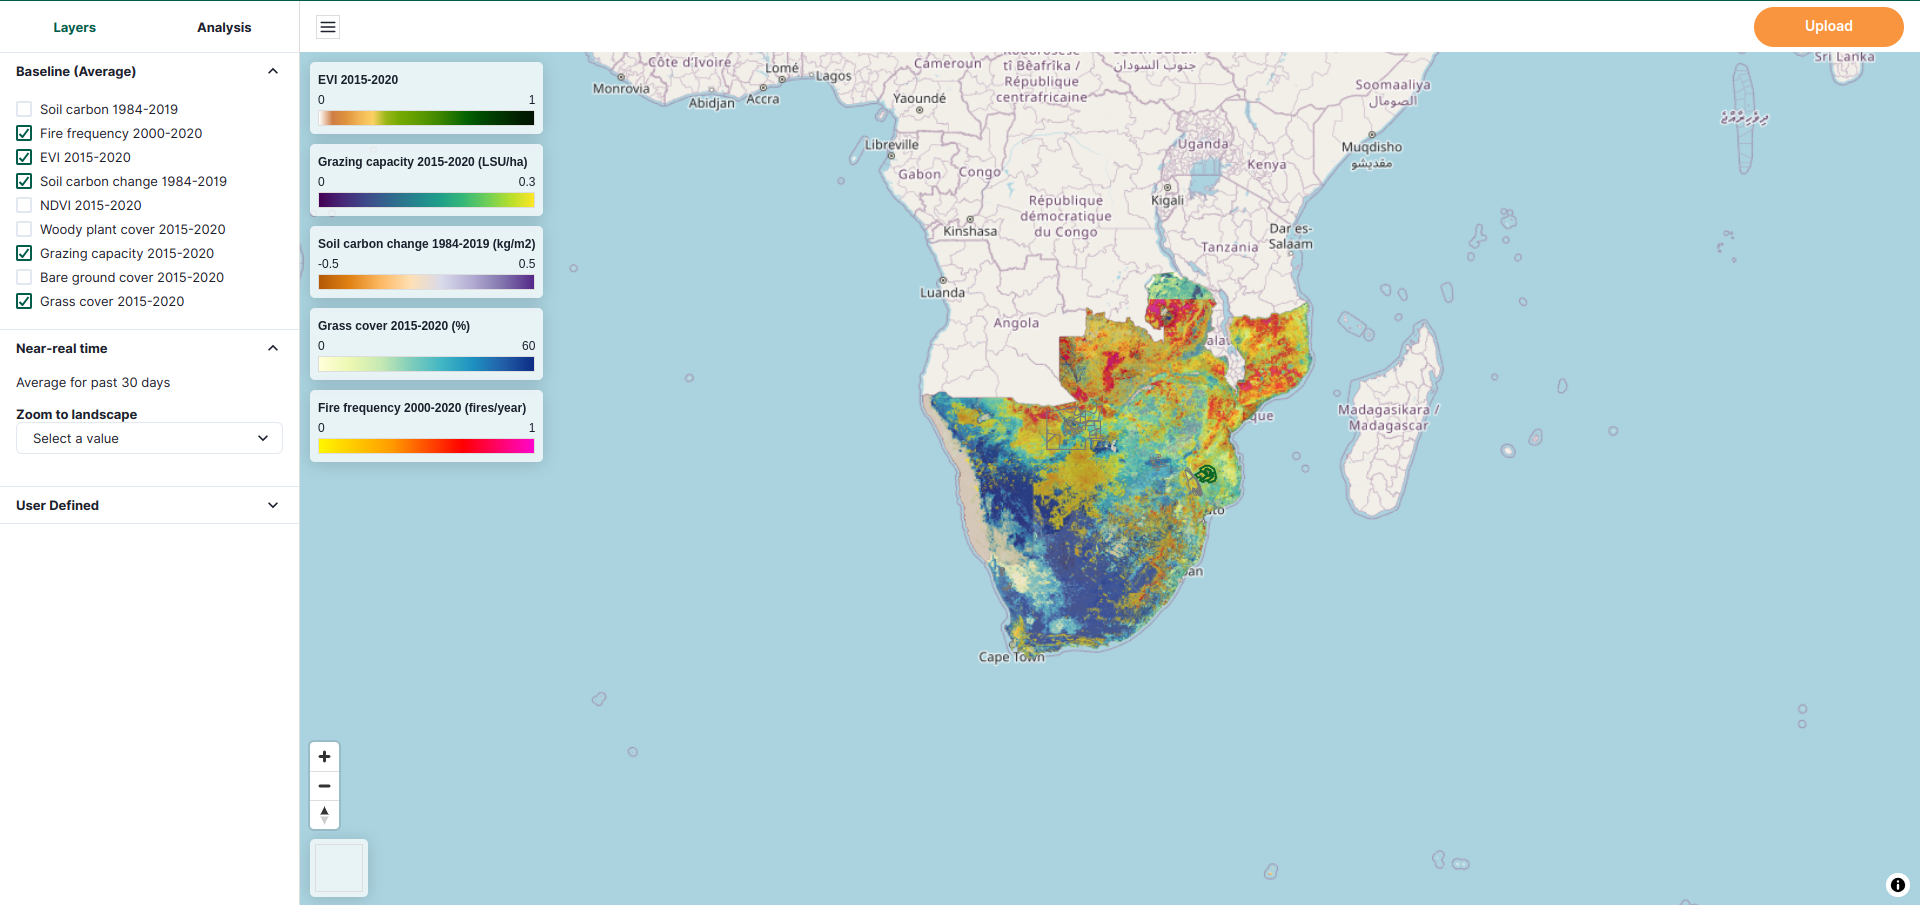 Layers
Analysis
Upload
Baseline (Average)
Soil carbon 1984-2019
Fire frequency 2000-2020
EVI 2015-2020
Soil carbon change 1984-2019
NDVI 2015-2020
Woody plant cover 2015-2020
Grazing capacity 2015-2020
Bare ground cover 2015-2020
Grass cover 2015-2020
Near-real time
Average for past 30 days
Zoom to landscape
Select a value
User Defined
EVI 2015-2020
0 1
Grazing capacity 2015-2020 (LSU/ha)
0 0.3
Soil carbon change 1984-2019 (kg/m2)
-0.5 0.5
Grass cover 2015-2020 (%)
0 60
Fire frequency 2000-2020 (fires/year)
0 1
Côte d'Ivoire
Monrovia
Abidjan
Lomé
Accra
Lagos
Cameroun
Yaoundé
Ködörösêse
tî Bêafrîka /
République
centrafricaine
South Sudan
جنوب السودان
Soomaaliya
الصومال
Sri Lanka
ދިވެހިރާއްޖެ
Libreville
Gabon
Congo
Uganda
Kenya
Muqdisho
مقديشو
Kigali
République
démocratique
du Congo
Kinshasa
Dar es-
Salaam
Tanzania
Luanda
Angola
alaw
Madagasikara /
Madagascar
que
to
ban
Cape Town